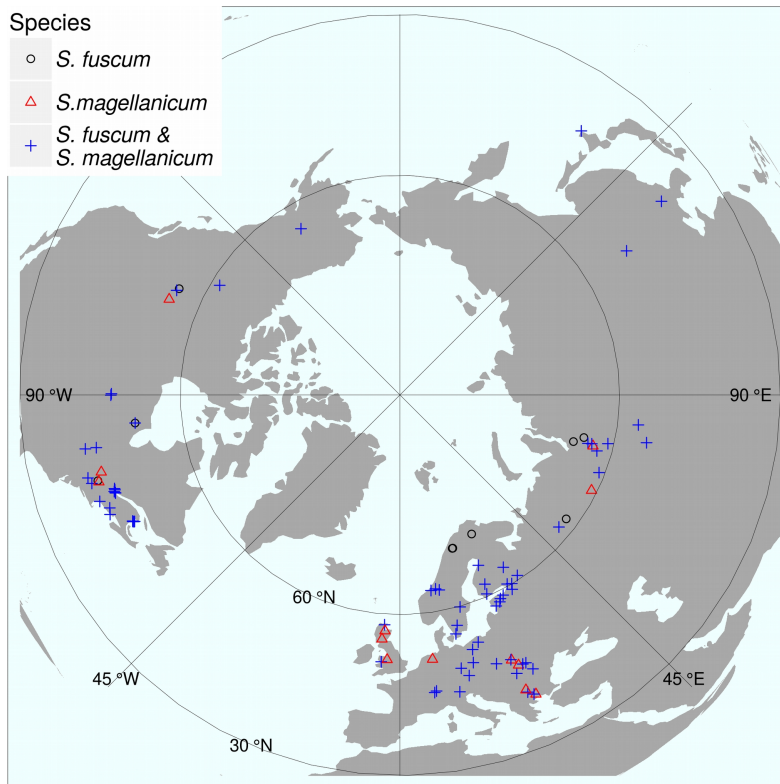 Species
S. fuscum
S.magellanicum
S. fuscum &
S. magellanicum
90 °W
90 °E
60 °N
45 °W
45 °E
30 °N